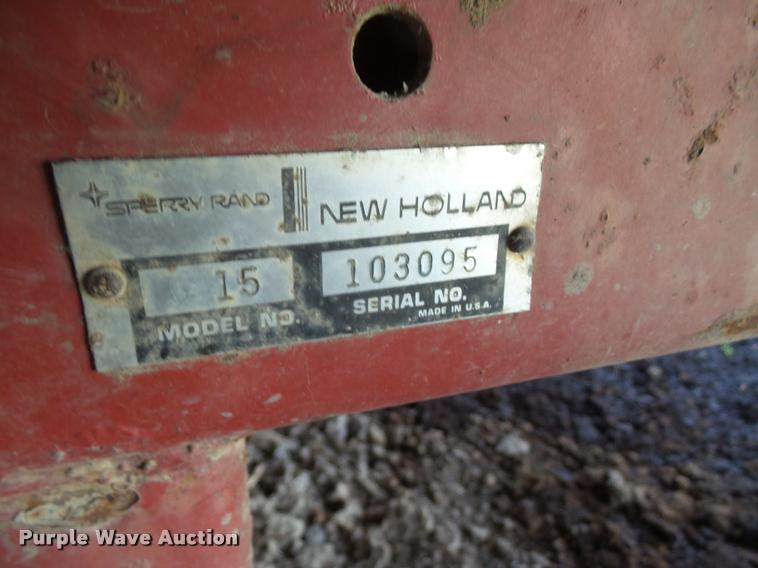 SPERRY RAND NEW HOLLAND
15 103095
MODEL NO. SERIAL NO.
MADE IN U.S.A.
Purple Wave Auction